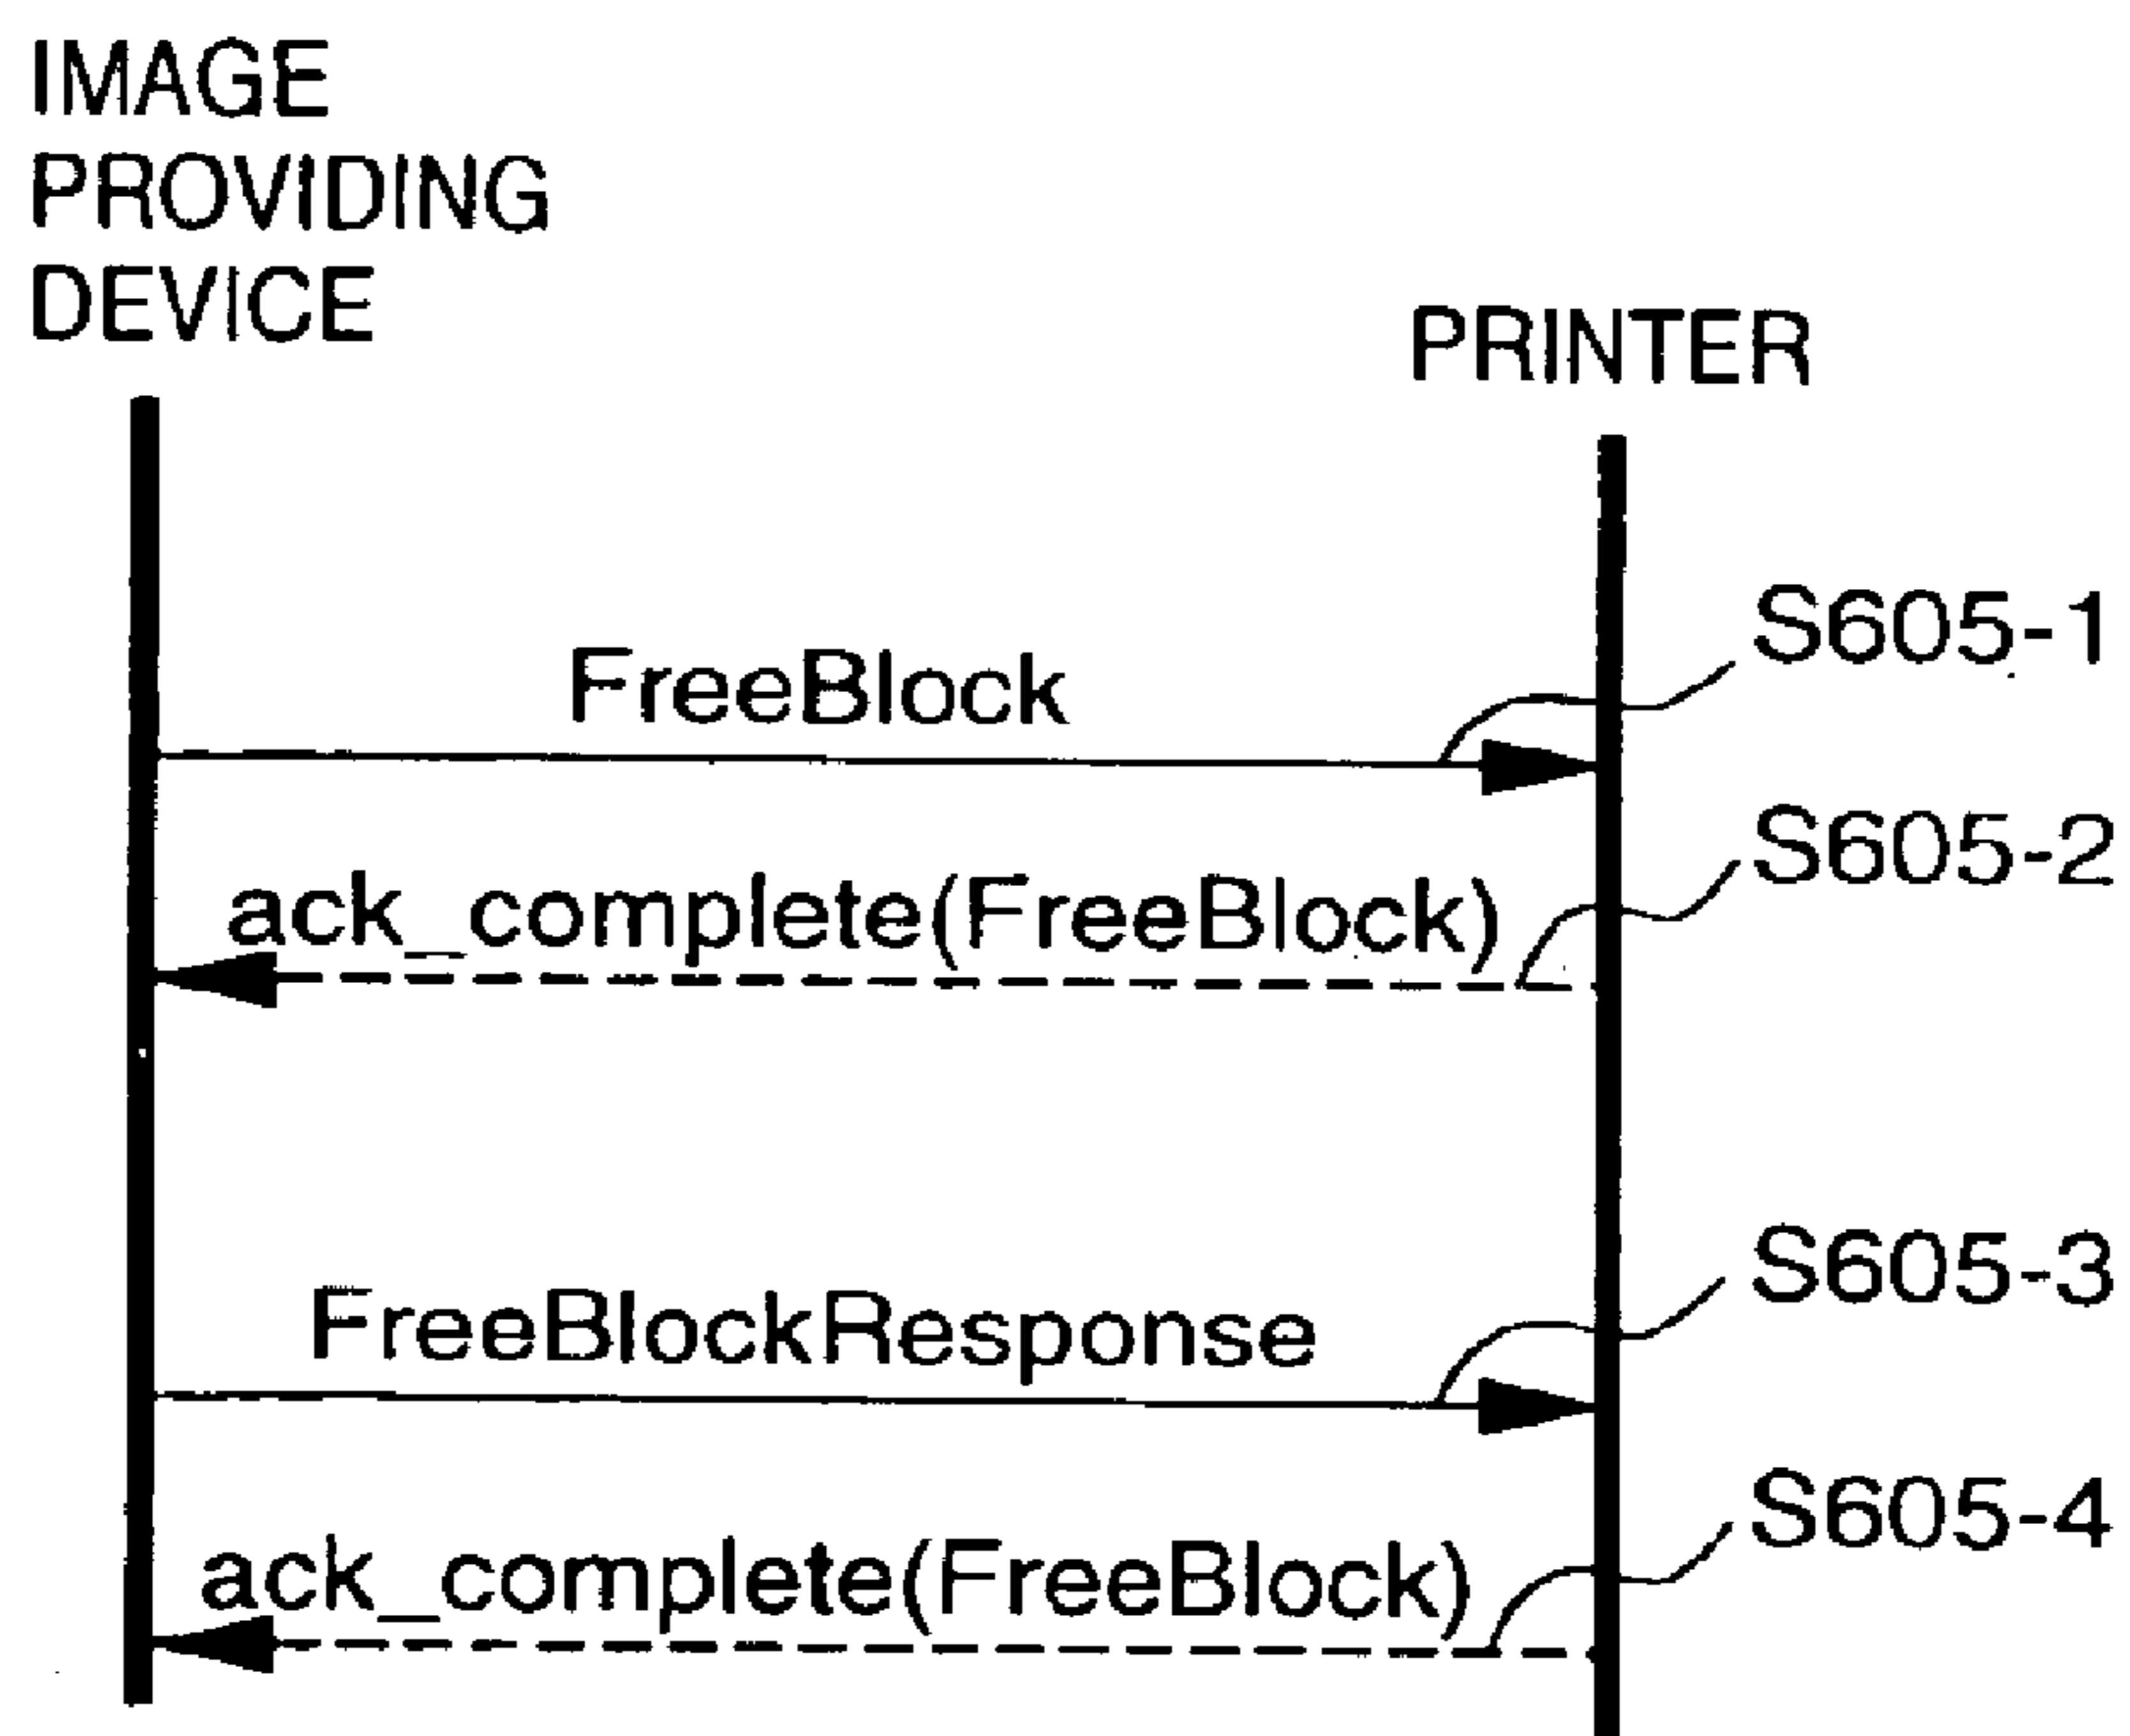 IMAGE
PROVIDING
DEVICE
PRINTER
S605-1
FreeBlock
S605-2
ack_complete(FreeBlock)
S605-3
FreeBlockResponse
S605-4
ack_complete(FreeBlock)